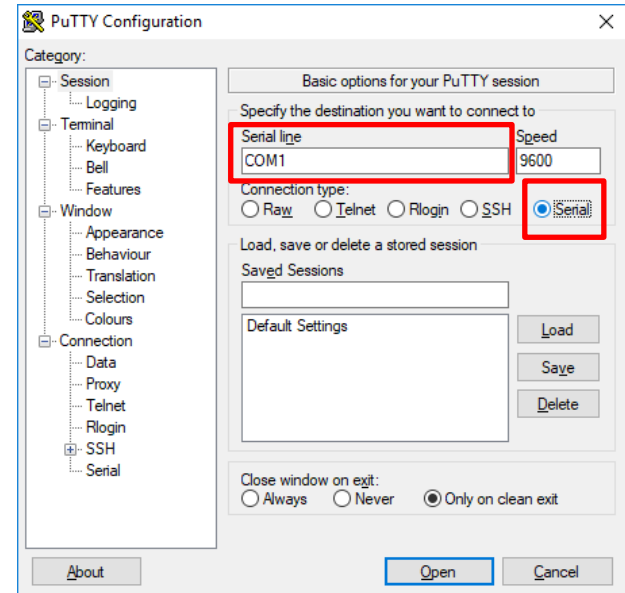 PuTTY Configuration
Category:
Session
Logging
Terminal
Keyboard
Bell
Features
Window
Appearance
Behaviour
Translation
Selection
Colours
Connection
Data
Proxy
Telnet
Rlogin
SSH
Serial
Basic options for your PuTTY session
Specify the destination you want to connect to
Serial line Speed
COM1 9600
Connection type:
Raw Telnet Rlogin SSH Serial
Load, save or delete a stored session
Saved Sessions
Default Settings
Load
Save
Delete
Close window on exit:
Always Never Only on clean exit
About Open Cancel